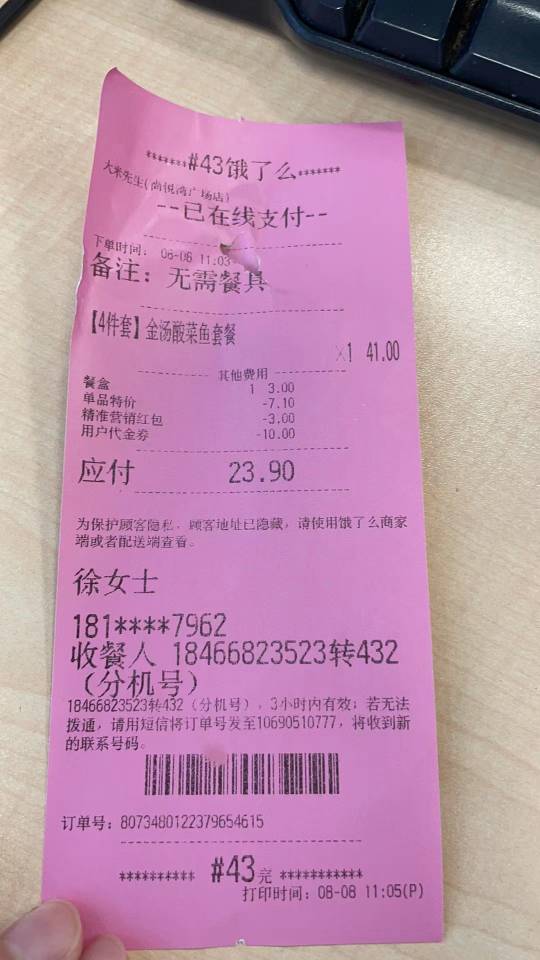 *******#43饿了么*******
大米先生(尚悦湾广场店)
--已在线支付--
下单时间: 08-08 11:03
备注: 无需餐具
【4件套】金汤酸菜鱼套餐
x1 41.00
其他费用
餐盒 1 3.00
单品特价 -7.10
精准营销红包 -3.00
用户代金券 -10.00
应付 23.90
为保护顾客隐私，顾客地址已隐藏，请使用饿了么商家
端或者配送端查看。
徐女士
181****7962
收餐人 18466823523转432
（分机号）
18466823523转432（分机号），3小时内有效；若无法
拨通，请用短信将订单号发至10690510777，将收到新
的联系号码。
订单号: 8073480122379654615
********** #43完 ***********
打印时间: 08-08 11:05(P)